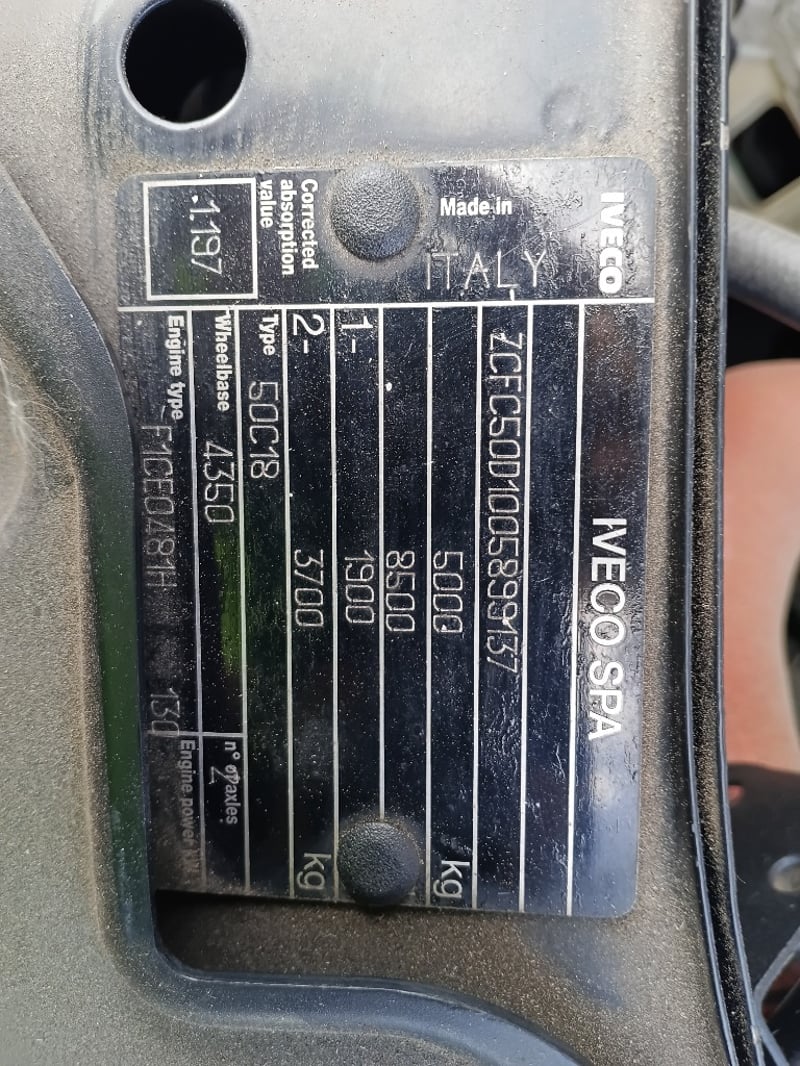 IVECO
IVECO SPA
ZCFC50D1005899137
5000 kg
8500
1- 1900
2- 3700 kg
Type 50C18
Wheelbase 4350
n° of axles 2
Engine type F1CE0481H
130
Engine power kW
Made in
ITALY
Corrected
absorption
value
1.197